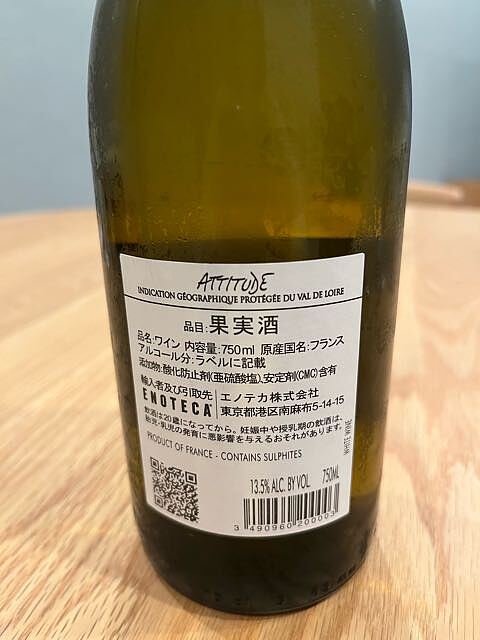 ATTITUDE
INDICATION GÉOGRAPHIQUE PROTÉGÉE DU VAL DE LOIRE
品目:果実酒
品名:ワイン 内容量:750ml 原産国名:フランス
アルコール分:ラベルに記載
添加物:酸化防止剤(亜硫酸塩)、安定剤(CMC)含有
輸入者及び引取先 エノテカ株式会社
ENOTECA 東京都港区南麻布5-14-15
飲酒は20歳になってから。妊娠中や授乳期の飲酒は、
胎児・乳児の発育に悪影響を与えるおそれがあります。
PRODUCT OF FRANCE - CONTAINS SULPHITES
WHITE WINE
13.5% ALC. BY VOL. 750ML
3 490960 200003